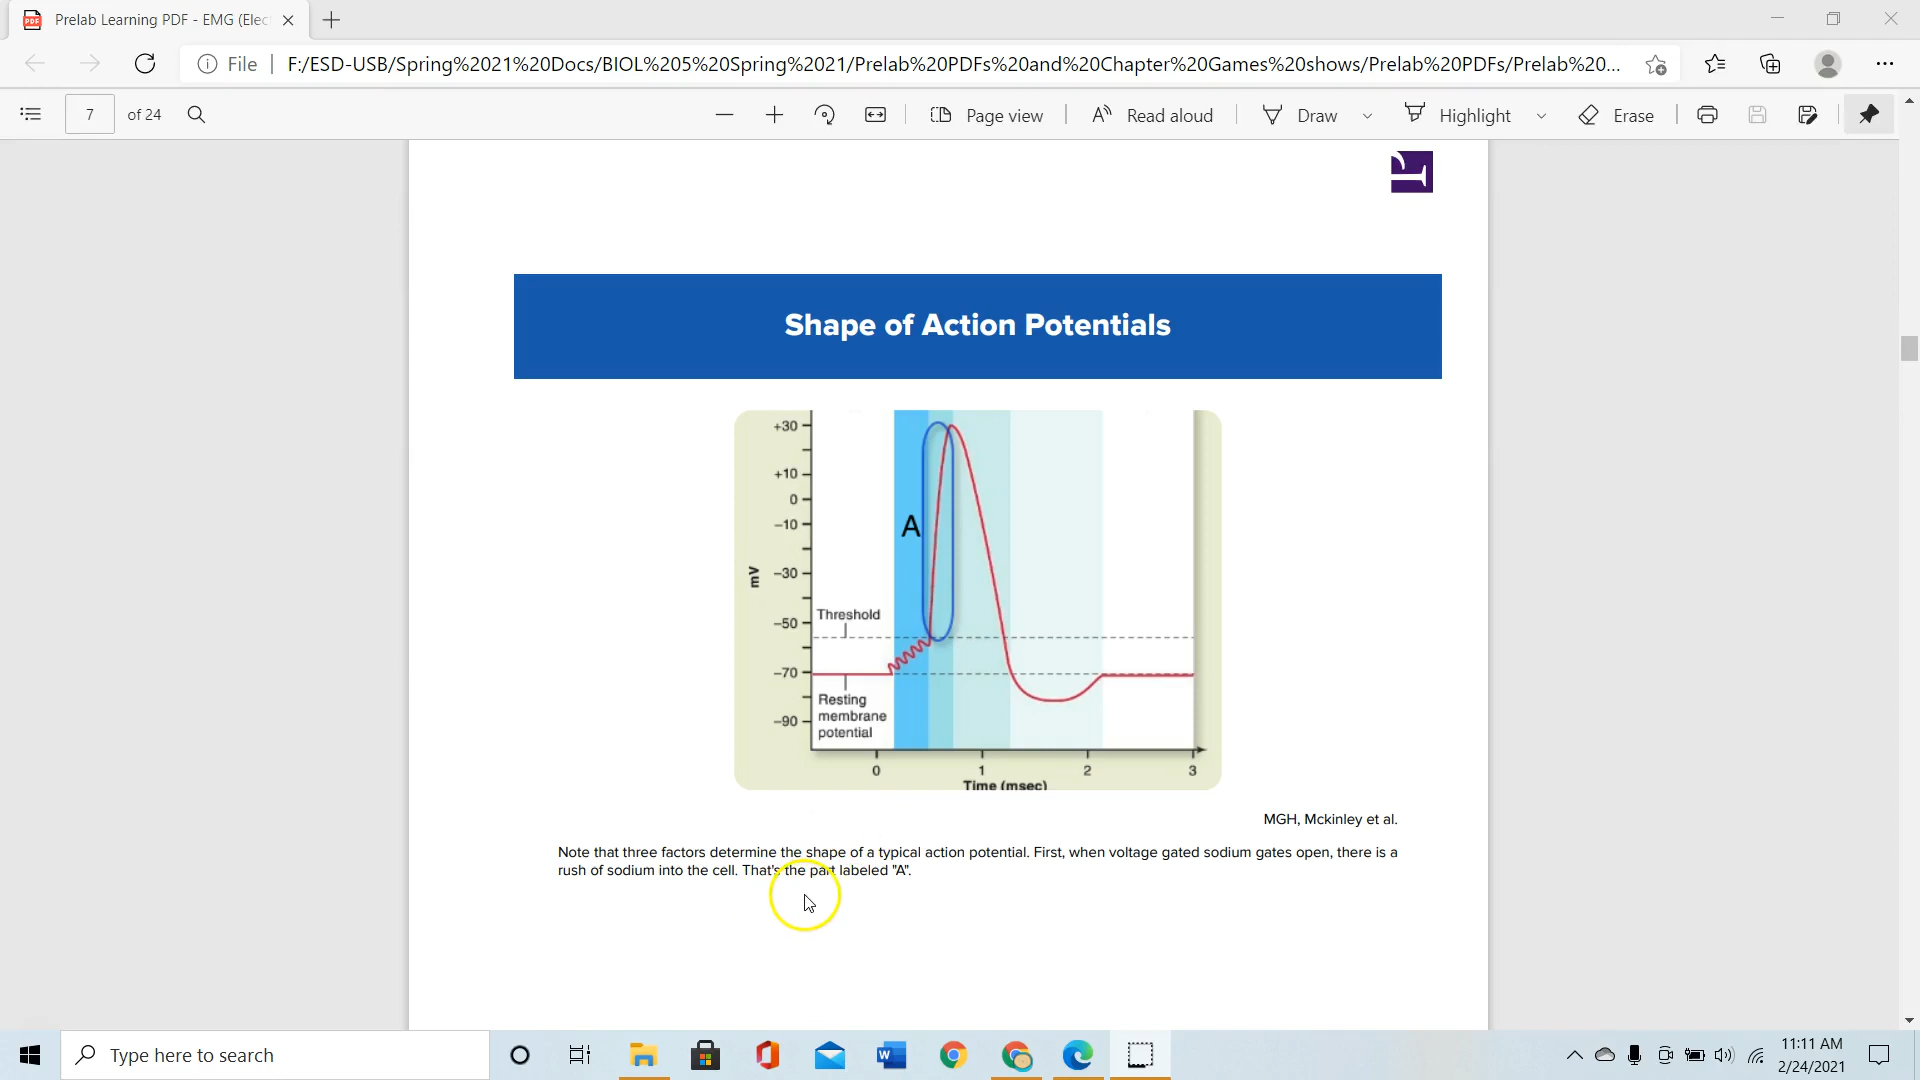 Prelab Learning PDF - EMG (Elec
File
F:/ESD-USB/Spring%2021%20Docs/BIOL%205%20Spring%2021/Prelab%20PDFs%20and%20Chapter%20Games%20shows/Prelab%20PDFs/Prelab%20...
7 of 24
Page view
Read aloud
Draw
Highlight
Erase
Shape of Action Potentials
+30
+10
0
−10
−30
−50
−70
−90
mV
A
Threshold
Resting
membrane
potential
0 1 2 3
Time (msec)
MGH, Mckinley et al.
Note that three factors determine the shape of a typical action potential. First, when voltage gated sodium gates open, there is a
rush of sodium into the cell. That's the part labeled "A".
Type here to search
11:11 AM
2/24/2021